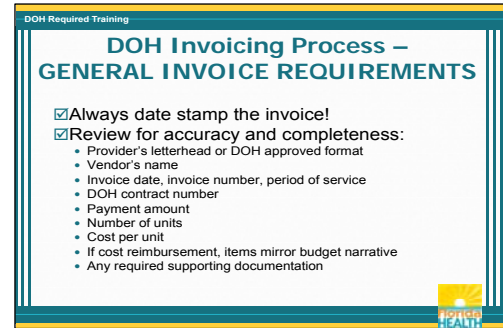 DOH Required Training
DOH Invoicing Process –
GENERAL INVOICE REQUIREMENTS
☑Always date stamp the invoice!
☑Review for accuracy and completeness:
• Provider's letterhead or DOH approved format
• Vendor's name
• Invoice date, invoice number, period of service
• DOH contract number
• Payment amount
• Number of units
• Cost per unit
• If cost reimbursement, items mirror budget narrative
• Any required supporting documentation
Florida
HEALTH